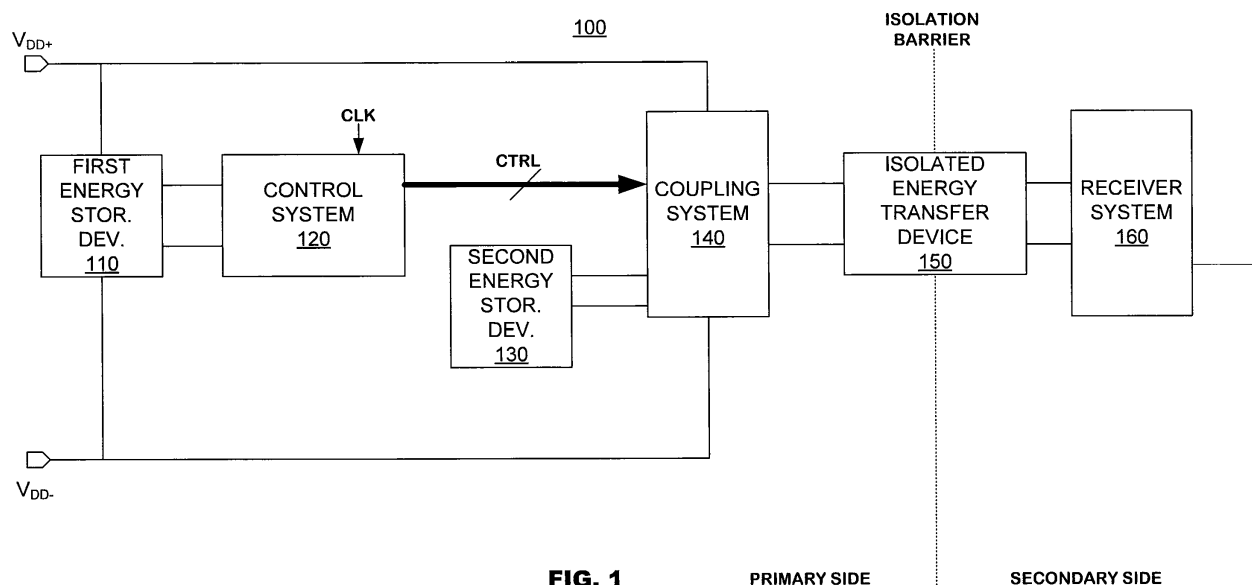 100
ISOLATION
BARRIER
VDD+
CLK
CTRL
FIRST
ENERGY
STOR.
DEV.
110
CONTROL
SYSTEM
120
SECOND
ENERGY
STOR.
DEV.
130
COUPLING
SYSTEM
140
ISOLATED
ENERGY
TRANSFER
DEVICE
150
RECEIVER
SYSTEM
160
VDD-
FIG. 1
PRIMARY SIDE
SECONDARY SIDE